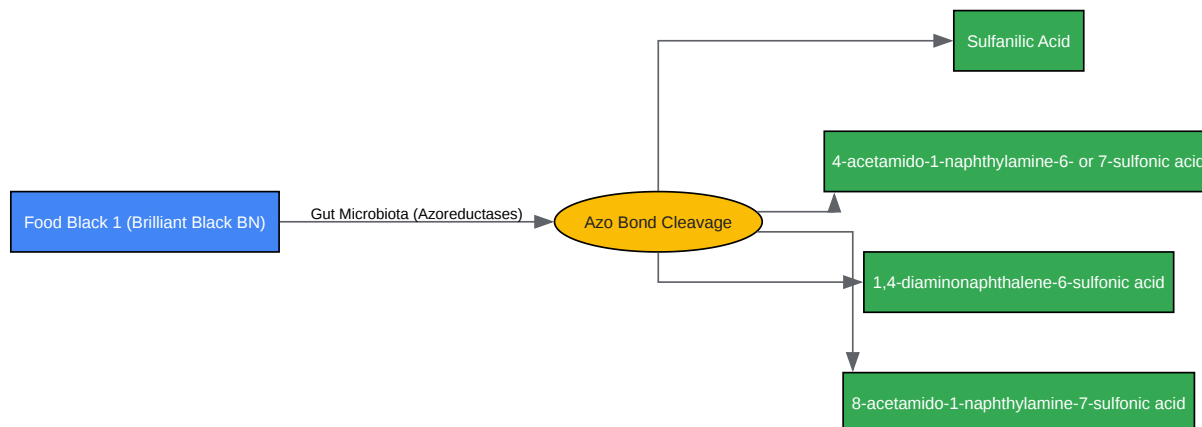 Sulfanilic Acid
4-acetamido-1-naphthylamine-6- or 7-sulfonic acid
Food Black 1 (Brilliant Black BN)
Gut Microbiota (Azoreductases)
Azo Bond Cleavage
1,4-diaminonaphthalene-6-sulfonic acid
8-acetamido-1-naphthylamine-7-sulfonic acid